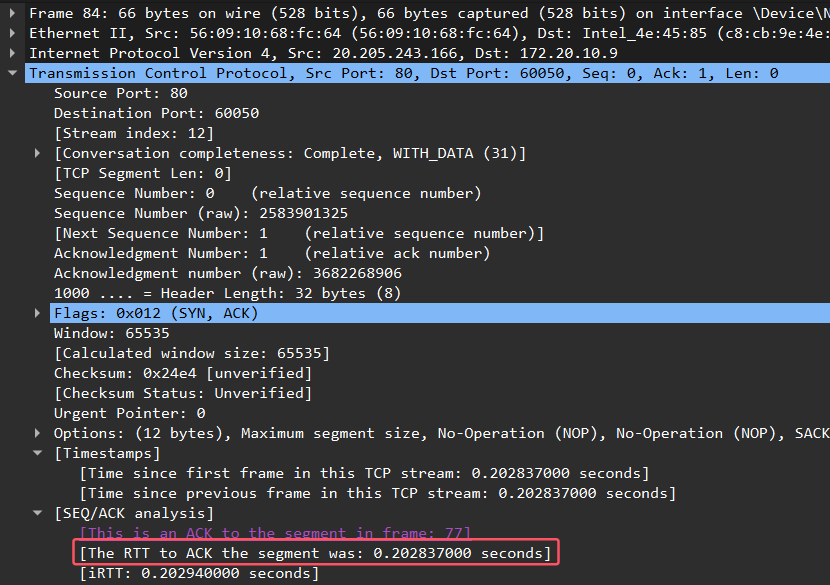 Frame 84: 66 bytes on wire (528 bits), 66 bytes captured (528 bits) on interface \Device\N
Ethernet II, Src: 56:09:10:68:fc:64 (56:09:10:68:fc:64), Dst: Intel_4e:45:85 (c8:cb:9e:4e:
Internet Protocol Version 4, Src: 20.205.243.166, Dst: 172.20.10.9
Transmission Control Protocol, Src Port: 80, Dst Port: 60050, Seq: 0, Ack: 1, Len: 0
Source Port: 80
Destination Port: 60050
[Stream index: 12]
[Conversation completeness: Complete, WITH_DATA (31)]
[TCP Segment Len: 0]
Sequence Number: 0    (relative sequence number)
Sequence Number (raw): 2583901325
[Next Sequence Number: 1    (relative sequence number)]
Acknowledgment Number: 1    (relative ack number)
Acknowledgment number (raw): 3682268906
1000 .... = Header Length: 32 bytes (8)
Flags: 0x012 (SYN, ACK)
Window: 65535
[Calculated window size: 65535]
Checksum: 0x24e4 [unverified]
[Checksum Status: Unverified]
Urgent Pointer: 0
Options: (12 bytes), Maximum segment size, No-Operation (NOP), No-Operation (NOP), SACK
[Timestamps]
[Time since first frame in this TCP stream: 0.202837000 seconds]
[Time since previous frame in this TCP stream: 0.202837000 seconds]
[SEQ/ACK analysis]
[This is an ACK to the segment in frame: 77]
[The RTT to ACK the segment was: 0.202837000 seconds]
[iRTT: 0.202940000 seconds]